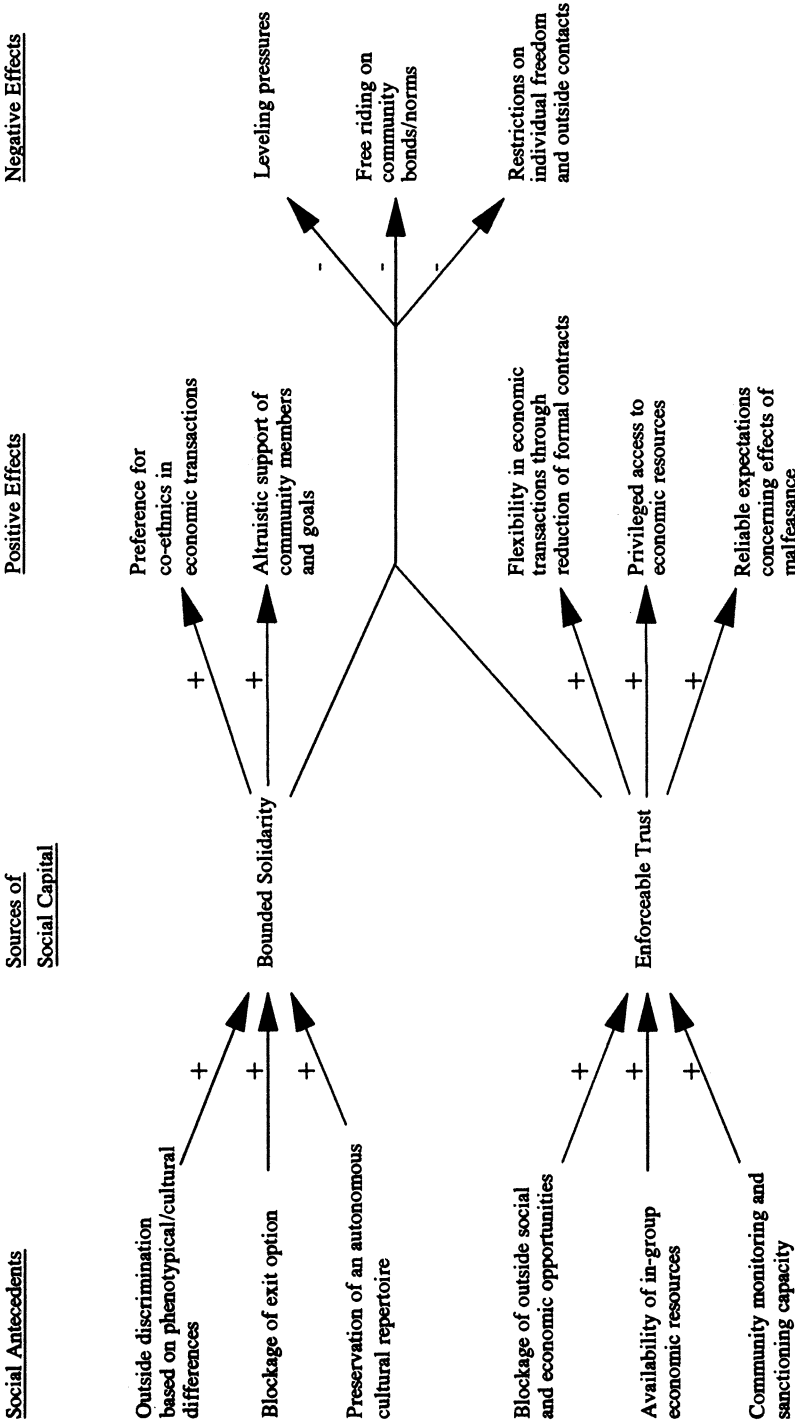 Social Antecedents
Sources of
Social Capital
Positive Effects
Negative Effects
Outside discrimination
based on phenotypical/cultural
differences
Blockage of exit option
Preservation of an autonomous
cultural repertoire
+
+
+
Bounded Solidarity
+
+
Preference for
co-ethnics in
economic transactions
Altruistic support of
community members
and goals
-
-
-
Leveling pressures
Free riding on
community
bonds/norms
Restrictions on
individual freedom
and outside contacts
Blockage of outside social
and economic opportunities
Availability of in-group
economic resources
Community monitoring and
sanctioning capacity
+
+
+
Enforceable Trust
+
+
+
Flexibility in economic
transactions through
reduction of formal contracts
Privileged access to
economic resources
Reliable expectations
concerning effects of
malfeasance